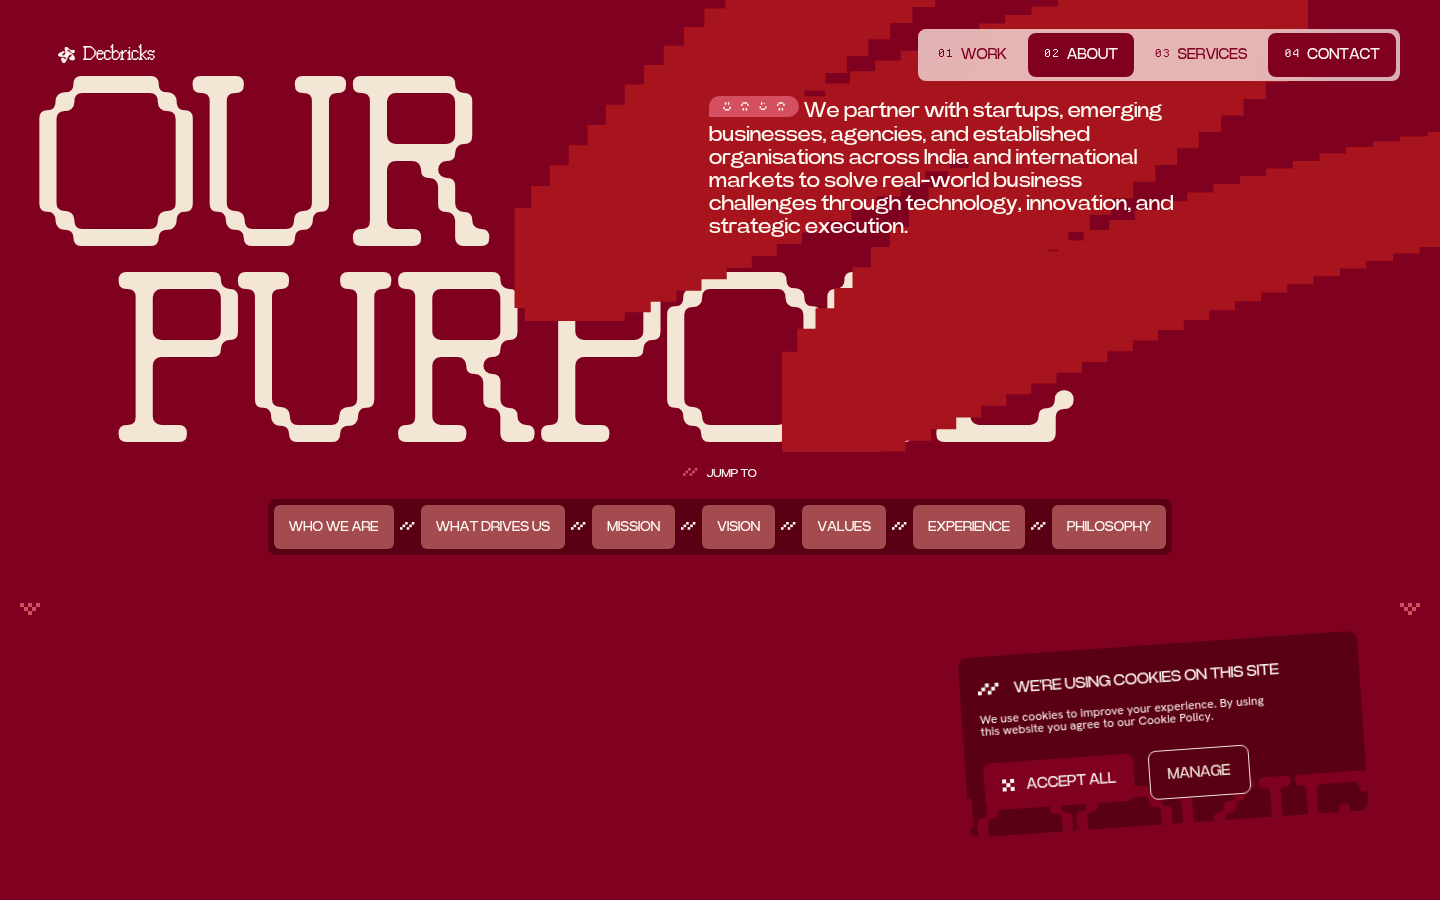 Decbricks
01 WORK
02 ABOUT
03 SERVICES
04 CONTACT
OUR
We partner with startups, emerging
businesses, agencies, and established
organisations across India and international
markets to solve real-world business
challenges through technology, innovation, and
strategic execution.
JUMP TO
WHO WE ARE
WHAT DRIVES US
MISSION
VISION
VALUES
EXPERIENCE
PHILOSOPHY
WE'RE USING COOKIES ON THIS SITE
We use cookies to improve your experience. By using
this website you agree to our Cookie Policy.
ACCEPT ALL
MANAGE